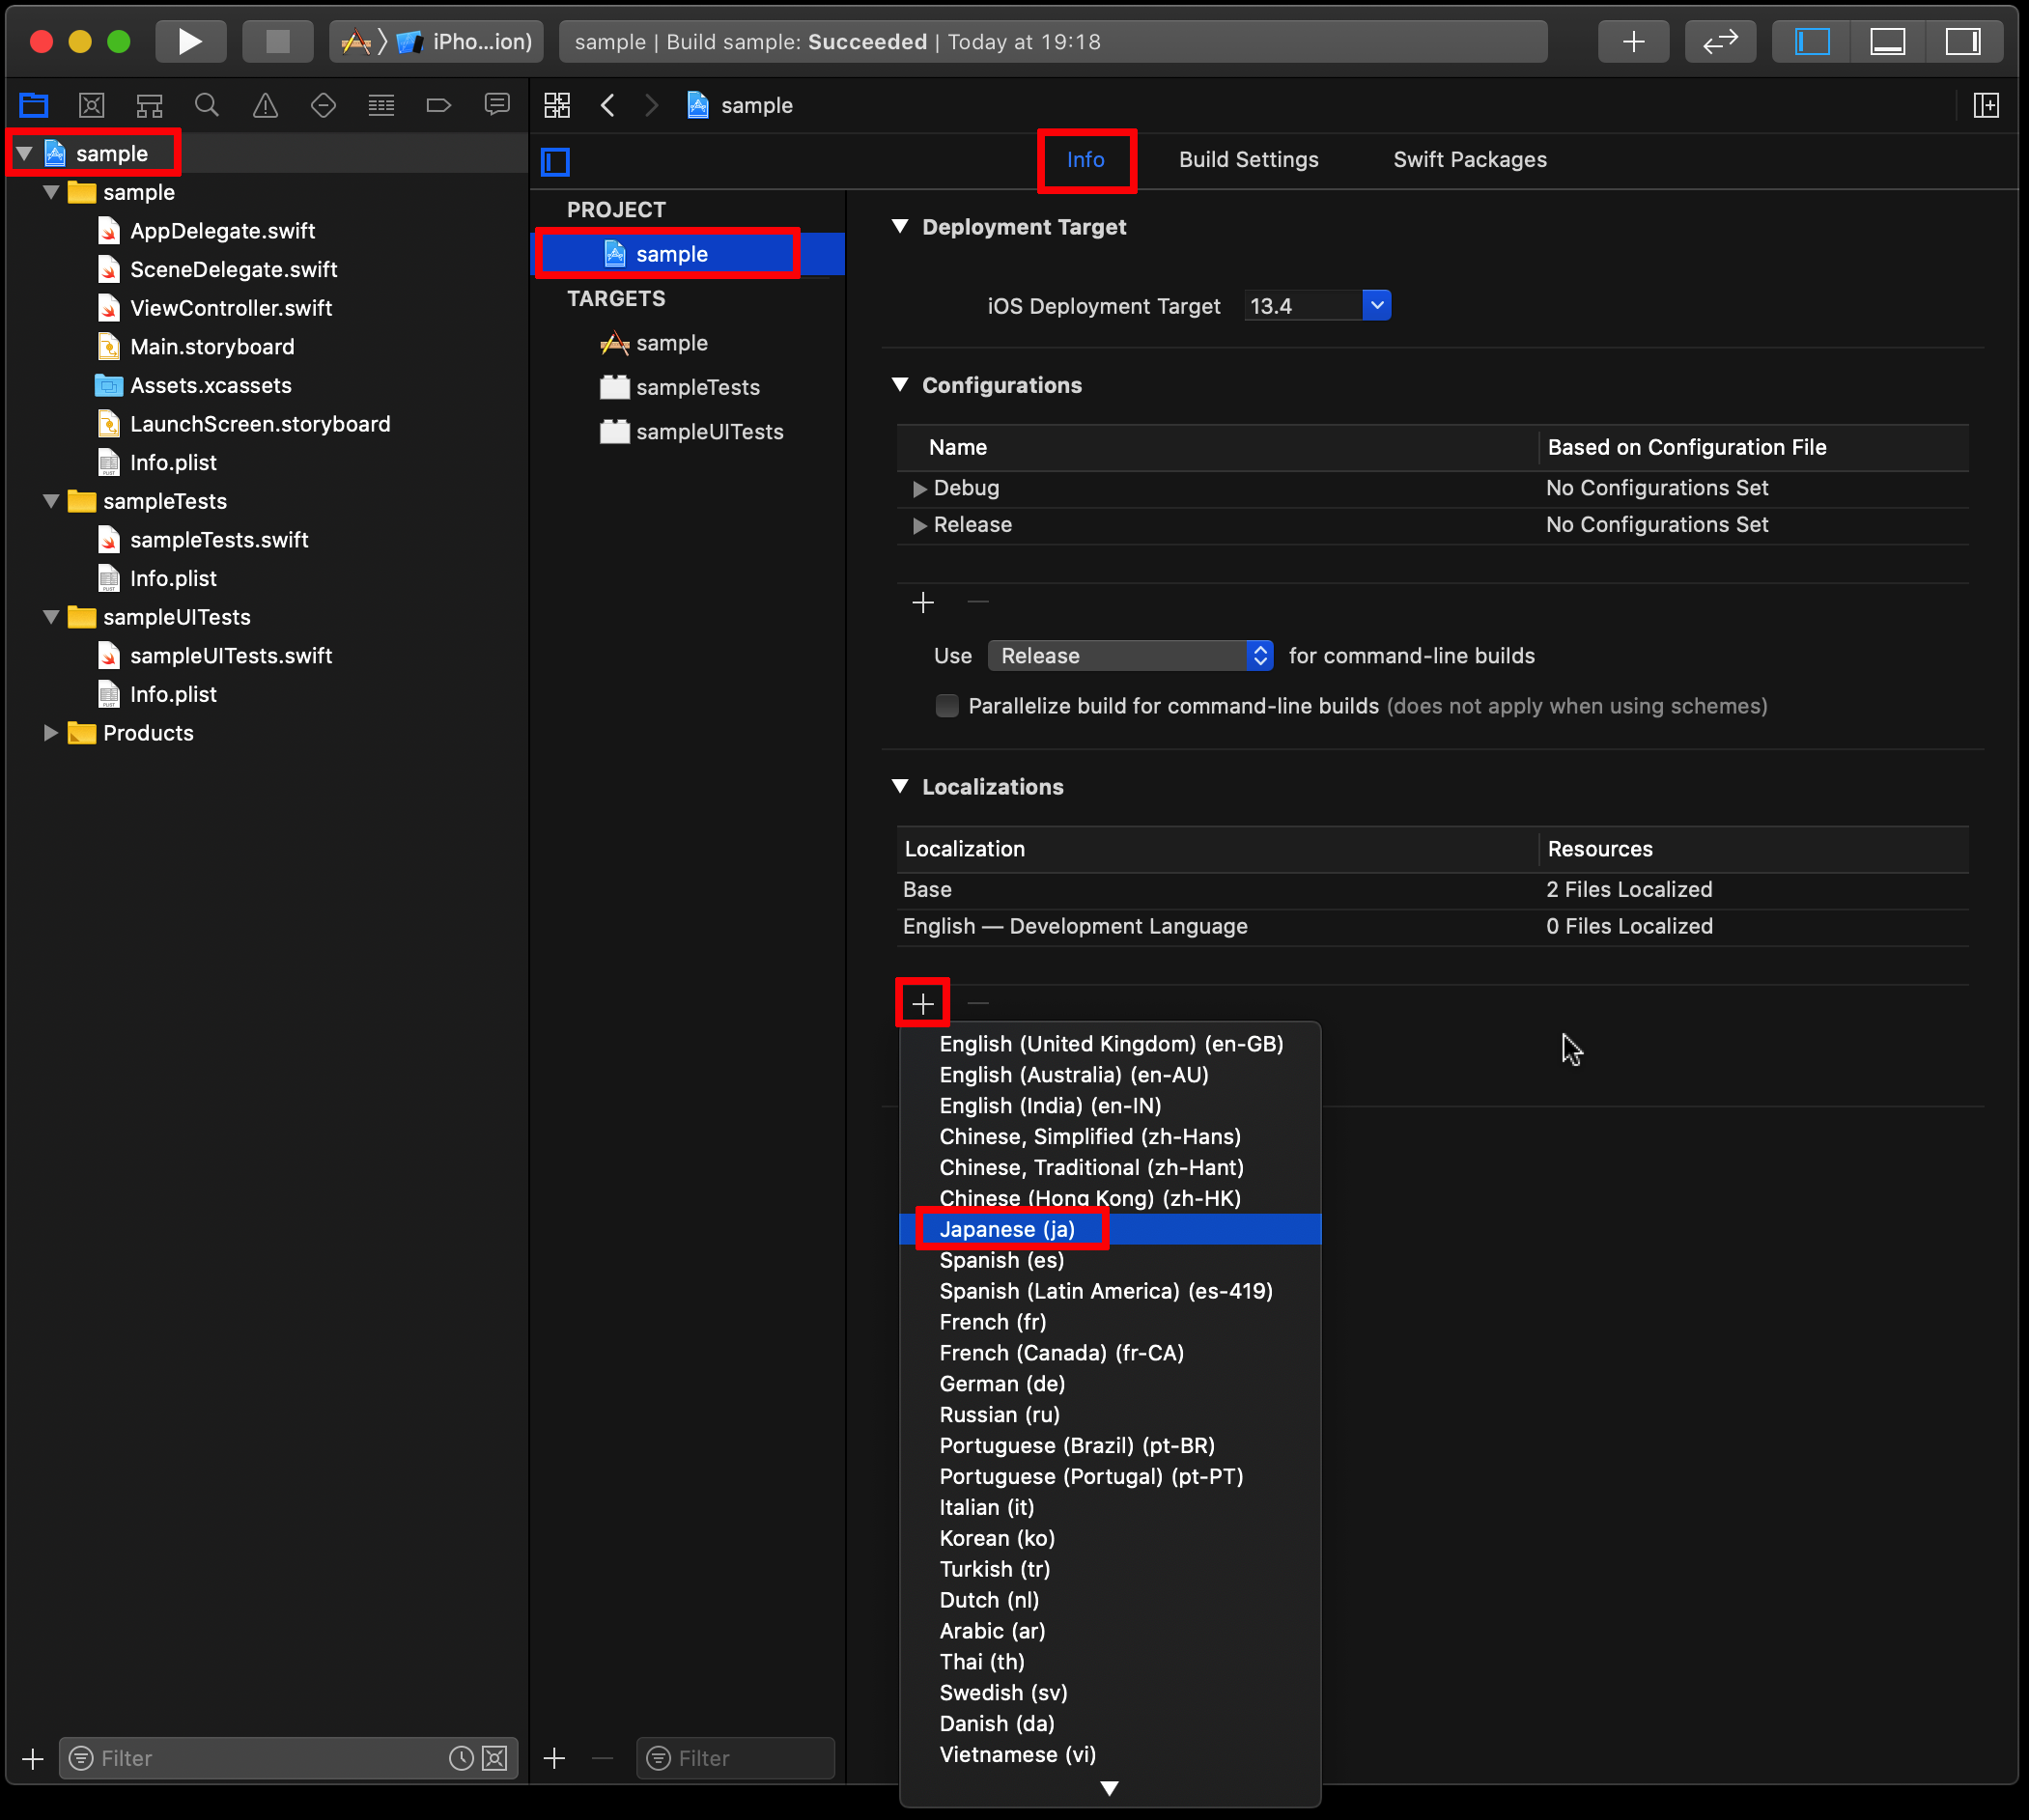 iPho...ion)
sample | Build sample: Succeeded | Today at 19:18
sample
sample
sample
AppDelegate.swift
SceneDelegate.swift
ViewController.swift
Main.storyboard
Assets.xcassets
LaunchScreen.storyboard
Info.plist
sampleTests
sampleTests.swift
Info.plist
sampleUITests
sampleUITests.swift
Info.plist
Products
Filter
PROJECT
sample
TARGETS
sample
sampleTests
sampleUITests
Filter
Info Build Settings Swift Packages
Deployment Target
iOS Deployment Target 13.4
Configurations
Name Based on Configuration File
Debug No Configurations Set
Release No Configurations Set
Use Release for command-line builds
Parallelize build for command-line builds (does not apply when using schemes)
Localizations
Localization Resources
Base 2 Files Localized
English — Development Language 0 Files Localized
English (United Kingdom) (en-GB)
English (Australia) (en-AU)
English (India) (en-IN)
Chinese, Simplified (zh-Hans)
Chinese, Traditional (zh-Hant)
Chinese (Hong Kong) (zh-HK)
Japanese (ja)
Spanish (es)
Spanish (Latin America) (es-419)
French (fr)
French (Canada) (fr-CA)
German (de)
Russian (ru)
Portuguese (Brazil) (pt-BR)
Portuguese (Portugal) (pt-PT)
Italian (it)
Korean (ko)
Turkish (tr)
Dutch (nl)
Arabic (ar)
Thai (th)
Swedish (sv)
Danish (da)
Vietnamese (vi)